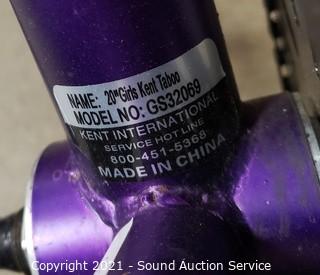 NAME: 20" Girls Kent Taboo
MODEL NO: GS32069
KENT INTERNATIONAL
SERVICE HOT LINE
800-451-5368
MADE IN CHINA
Copyright 2021 - Sound Auction Service